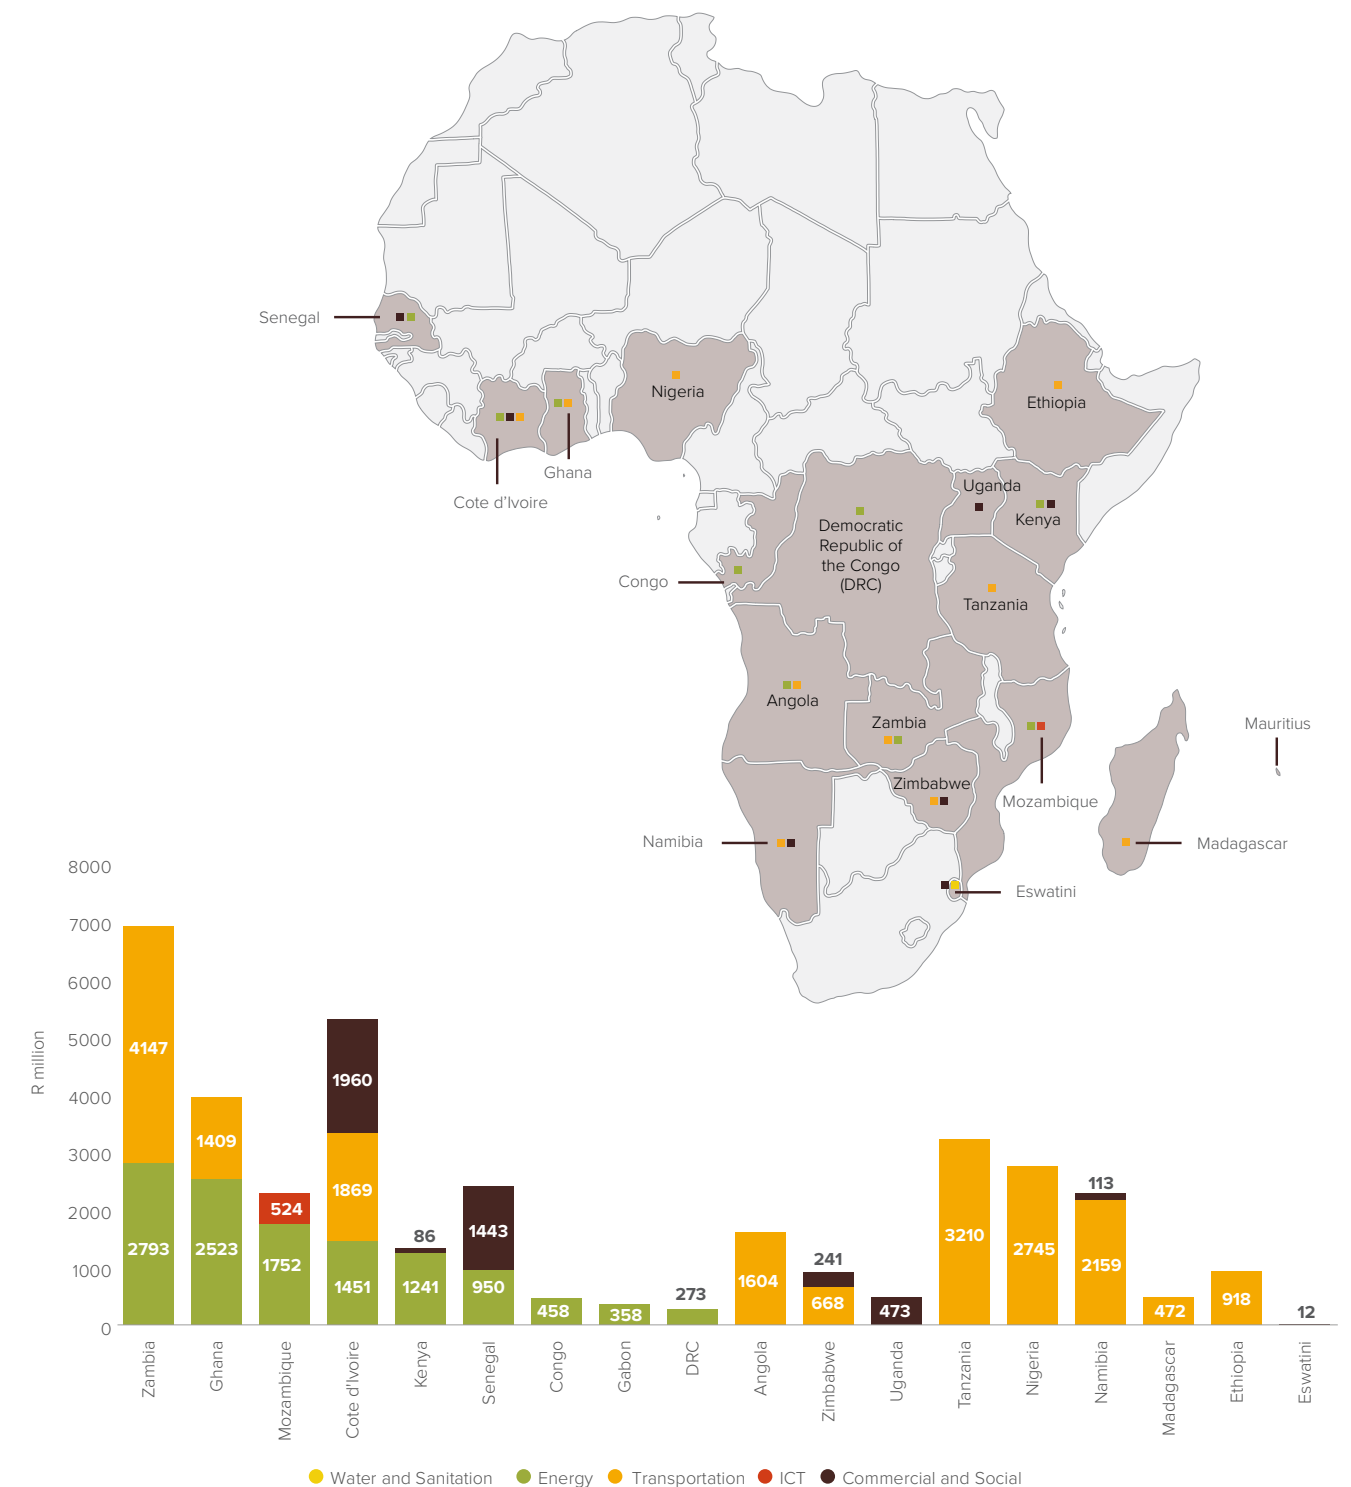 Senegal
Nigeria
Ethiopia
Ghana
Cote d'Ivoire
Uganda
Kenya
Democratic
Republic of
the Congo
(DRC)
Congo
Tanzania
Angola
Zambia
Mauritius
Zimbabwe
Mozambique
Namibia
Madagascar
Eswatini
R million
8000
7000
6000
5000
4000
3000
2000
1000
0
4147
2793
1409
2523
524
1752
1960
1869
1451
86
1241
1443
950
458
358
273
1604
241
668
473
3210
2745
113
2159
472
918
12
Zambia
Ghana
Mozambique
Cote d'Ivoire
Kenya
Senegal
Congo
Gabon
DRC
Angola
Zimbabwe
Uganda
Tanzania
Nigeria
Namibia
Madagascar
Ethiopia
Eswatini
Water and Sanitation Energy Transportation ICT Commercial and Social